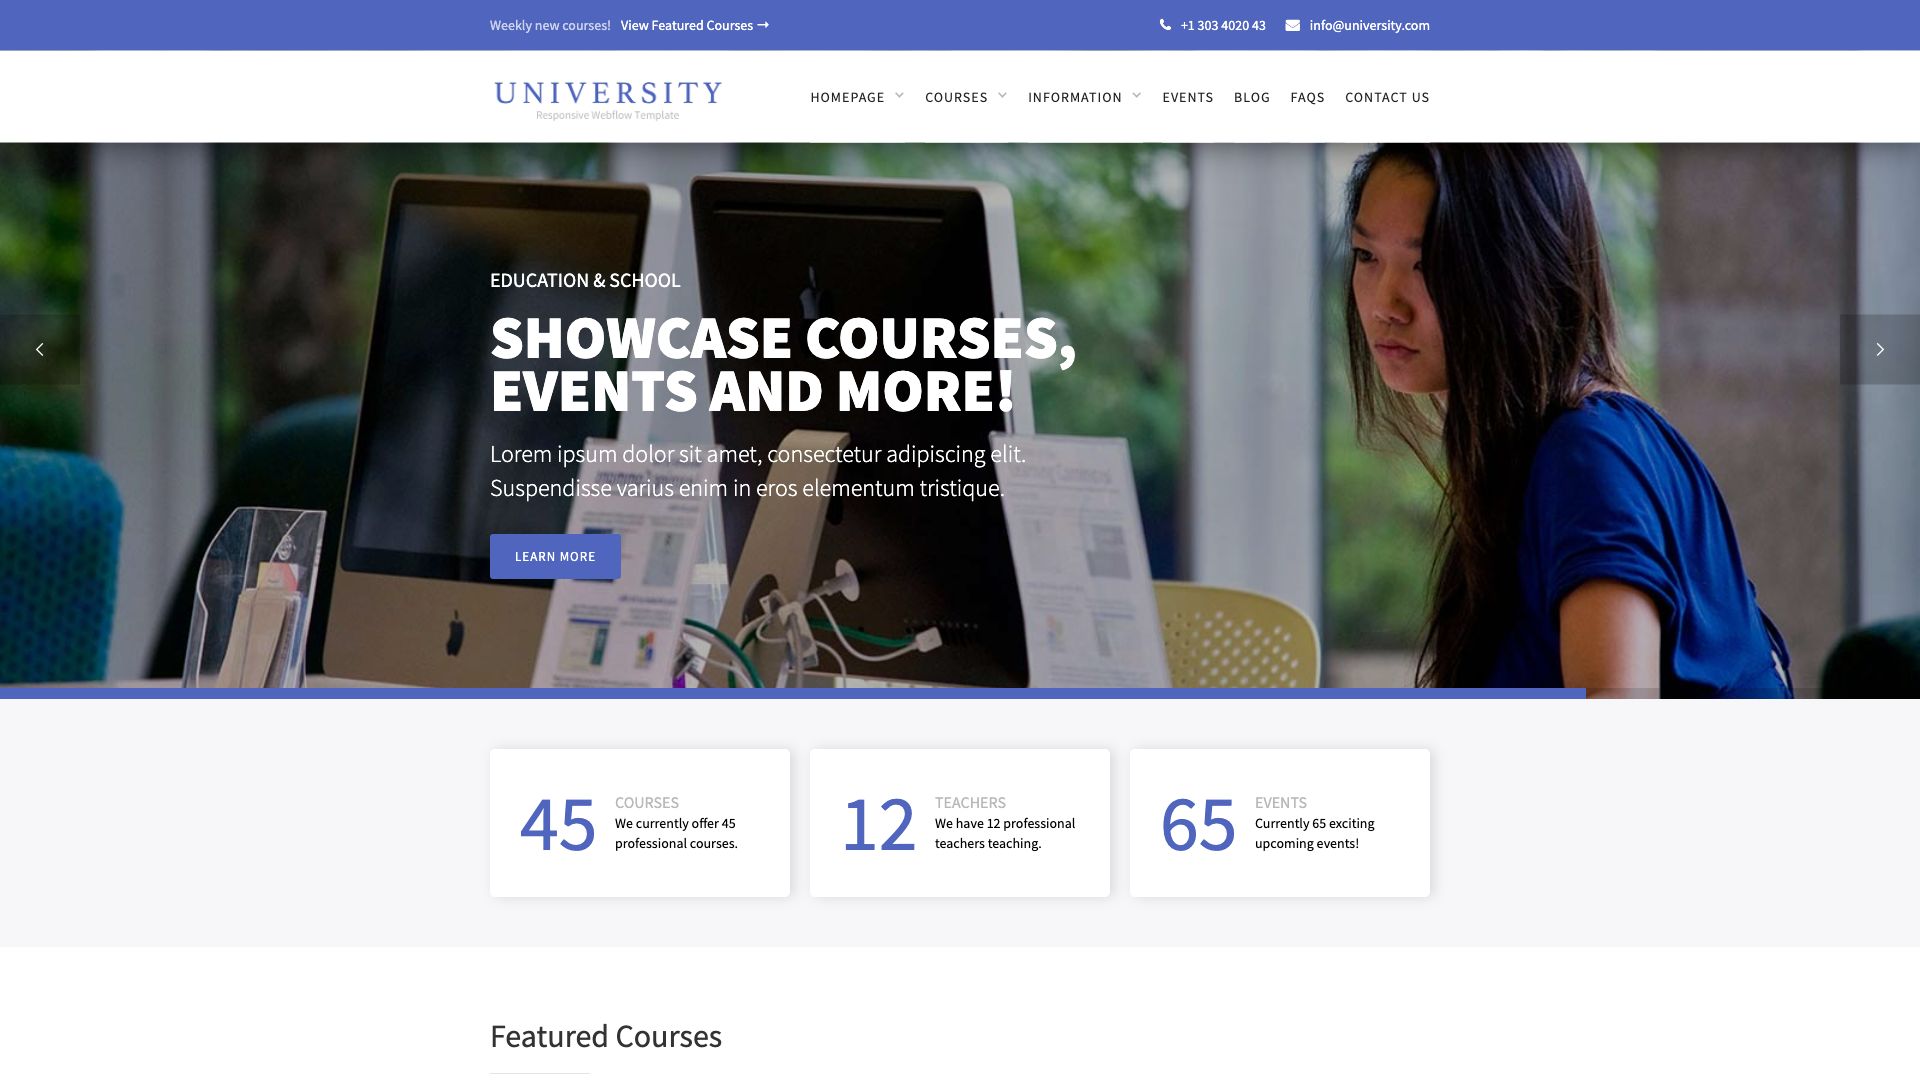 Weekly new courses! View Featured Courses →
+1 303 4020 43 info@university.com
UNIVERSITY
Responsive Webflow Template
HOMEPAGE COURSES INFORMATION EVENTS BLOG FAQS CONTACT US
EDUCATION & SCHOOL
SHOWCASE COURSES,
EVENTS AND MORE!
Lorem ipsum dolor sit amet, consectetur adipiscing elit.
Suspendisse varius enim in eros elementum tristique.
LEARN MORE
45
COURSES
We currently offer 45
professional courses.
12
TEACHERS
We have 12 professional
teachers teaching.
65
EVENTS
Currently 65 exciting
upcoming events!
Featured Courses